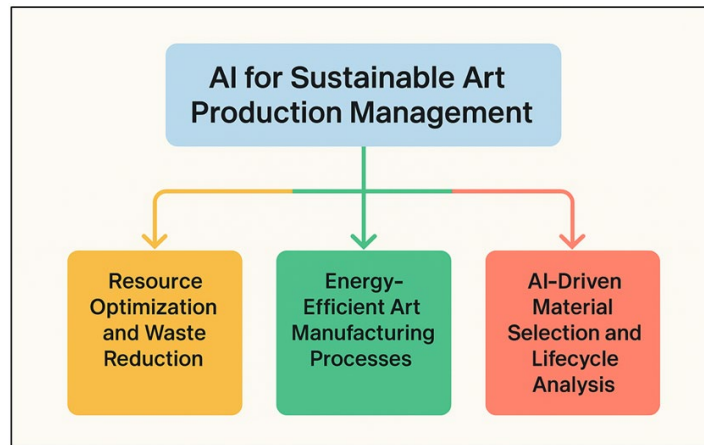 AI for Sustainable Art
Production Management
Resource
Optimization
and Waste
Reduction
Energy-
Efficient Art
Manufacturing
Processes
AI-Driven
Material
Selection and
Lifecycle
Analysis